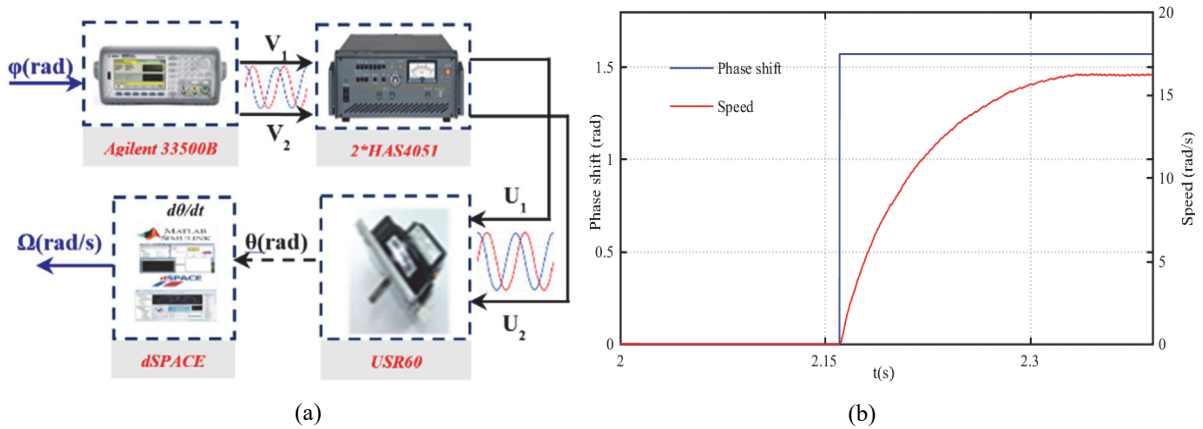 φ(rad)
V₁
V₂
Agilent 33500B
2*HAS4051
U₁
U₂
dθ/dt
MATLAB
SIMULINK
dSPACE
Ω(rad/s)
θ(rad)
dSPACE
USR60
(a)
Phase shift (rad)
1.5
1
0.5
0
Phase shift
Speed
20
15
10
5
0
Speed (rad/s)
2
2.15
2.3
t(s)
(b)